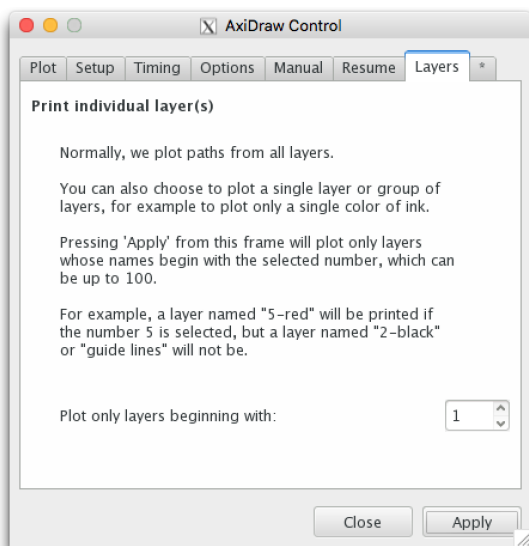 AxiDraw Control
Plot Setup Timing Options Manual Resume Layers *
Print individual layer(s)
Normally, we plot paths from all layers.
You can also choose to plot a single layer or group of
layers, for example to plot only a single color of ink.
Pressing 'Apply' from this frame will plot only layers
whose names begin with the selected number, which can
be up to 100.
For example, a layer named "5-red" will be printed if
the number 5 is selected, but a layer named "2-black"
or "guide lines" will not be.
Plot only layers beginning with: 1
Close Apply